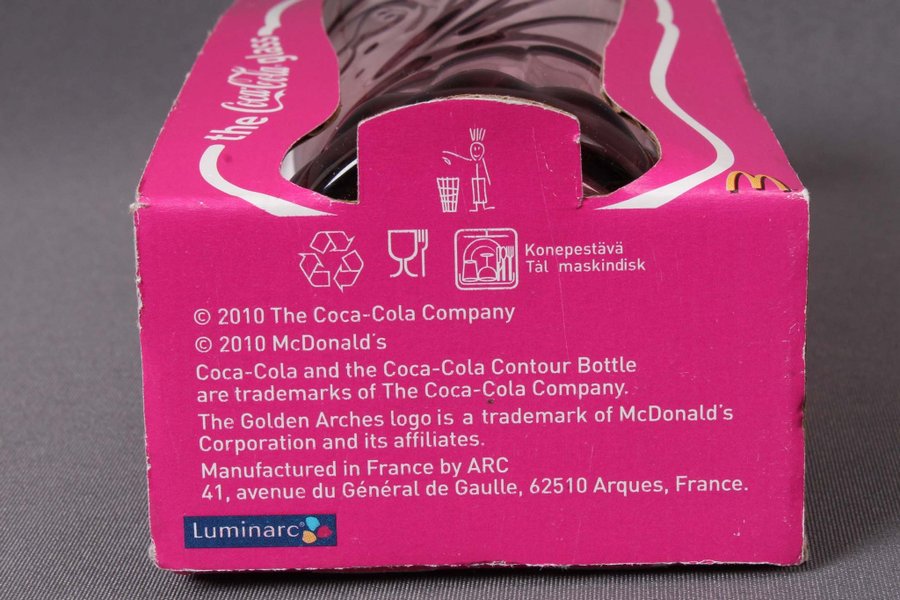 the Coca-Cola glass
Konepestävä
Tål maskindisk
© 2010 The Coca-Cola Company
© 2010 McDonald's
Coca-Cola and the Coca-Cola Contour Bottle
are trademarks of The Coca-Cola Company.
The Golden Arches logo is a trademark of McDonald's
Corporation and its affiliates.
Manufactured in France by ARC
41, avenue du Général de Gaulle, 62510 Arques, France.
Luminarc®